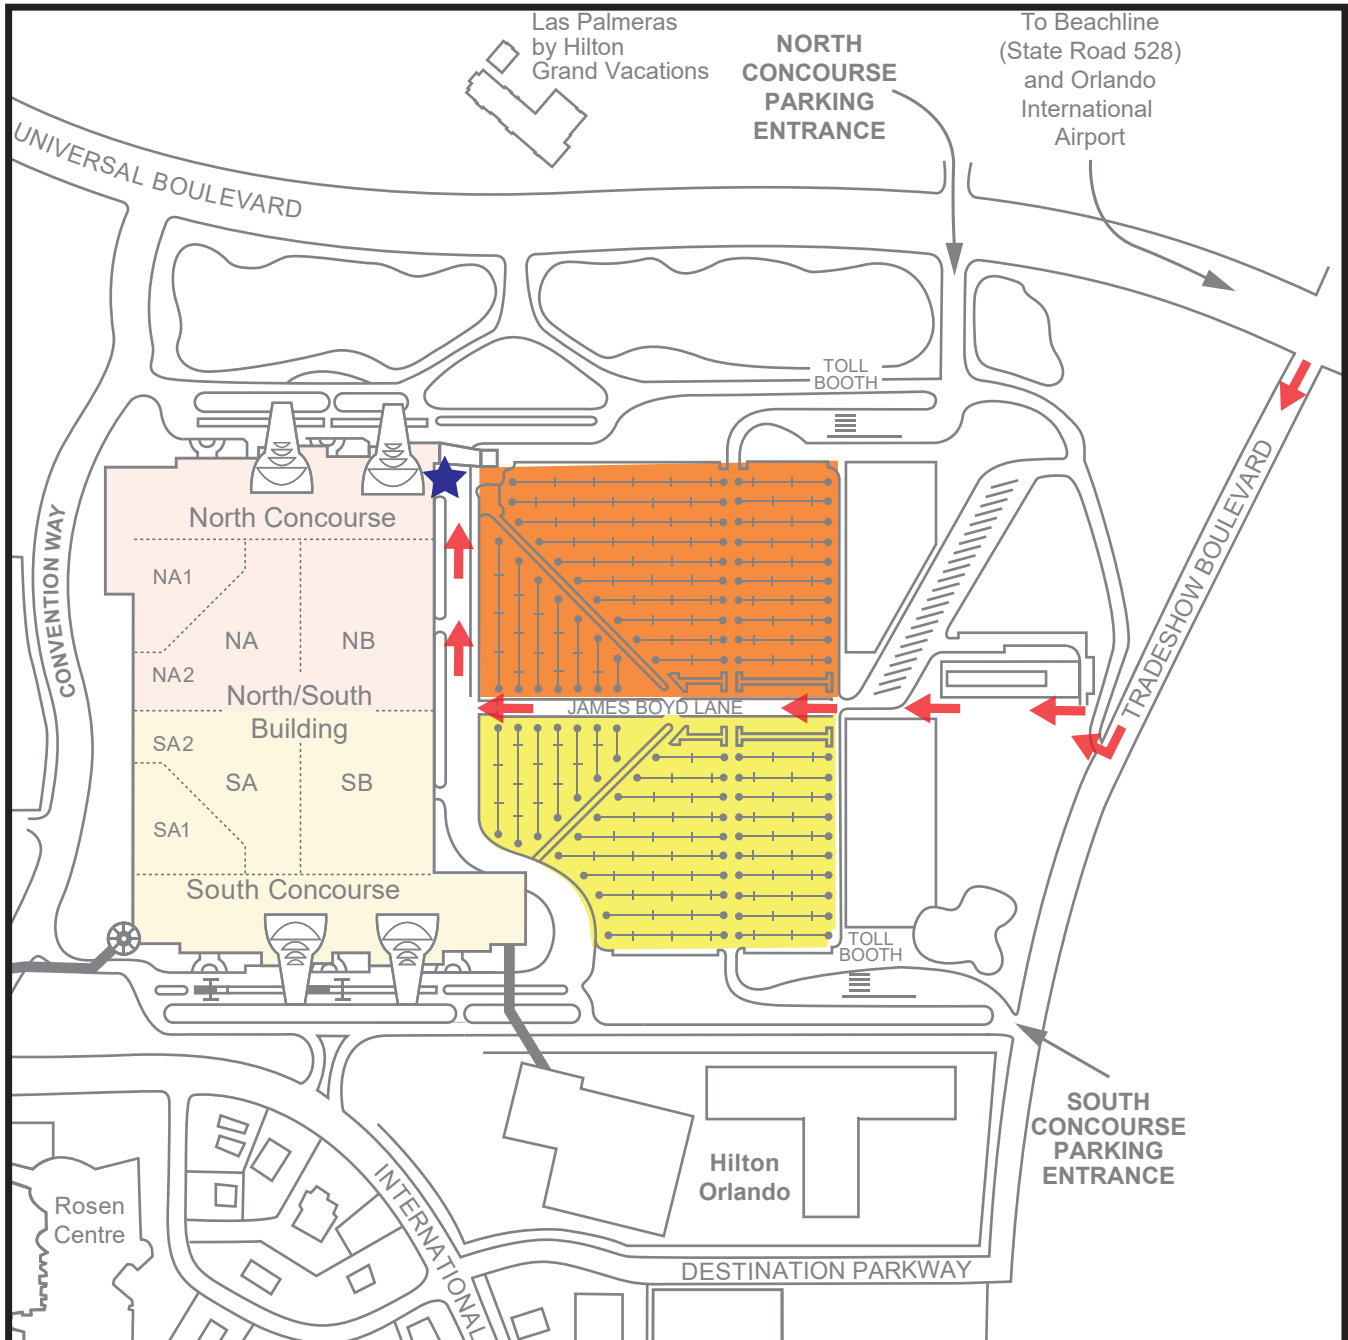 Las Palmeras
by Hilton
Grand Vacations
NORTH
CONCOURSE
PARKING
ENTRANCE
To Beachline
(State Road 528)
and Orlando
International
Airport
UNIVERSAL BOULEVARD
TOLL
BOOTH
CONVENTION WAY
North Concourse
NA1
NA
NB
NA2
North/South
Building
JAMES BOYD LANE
TRADESHOW BOULEVARD
SA2
SA
SB
SA1
South Concourse
TOLL
BOOTH
SOUTH
CONCOURSE
PARKING
ENTRANCE
Hilton
Orlando
Rosen
Centre
INTERNATIONAL
DESTINATION PARKWAY